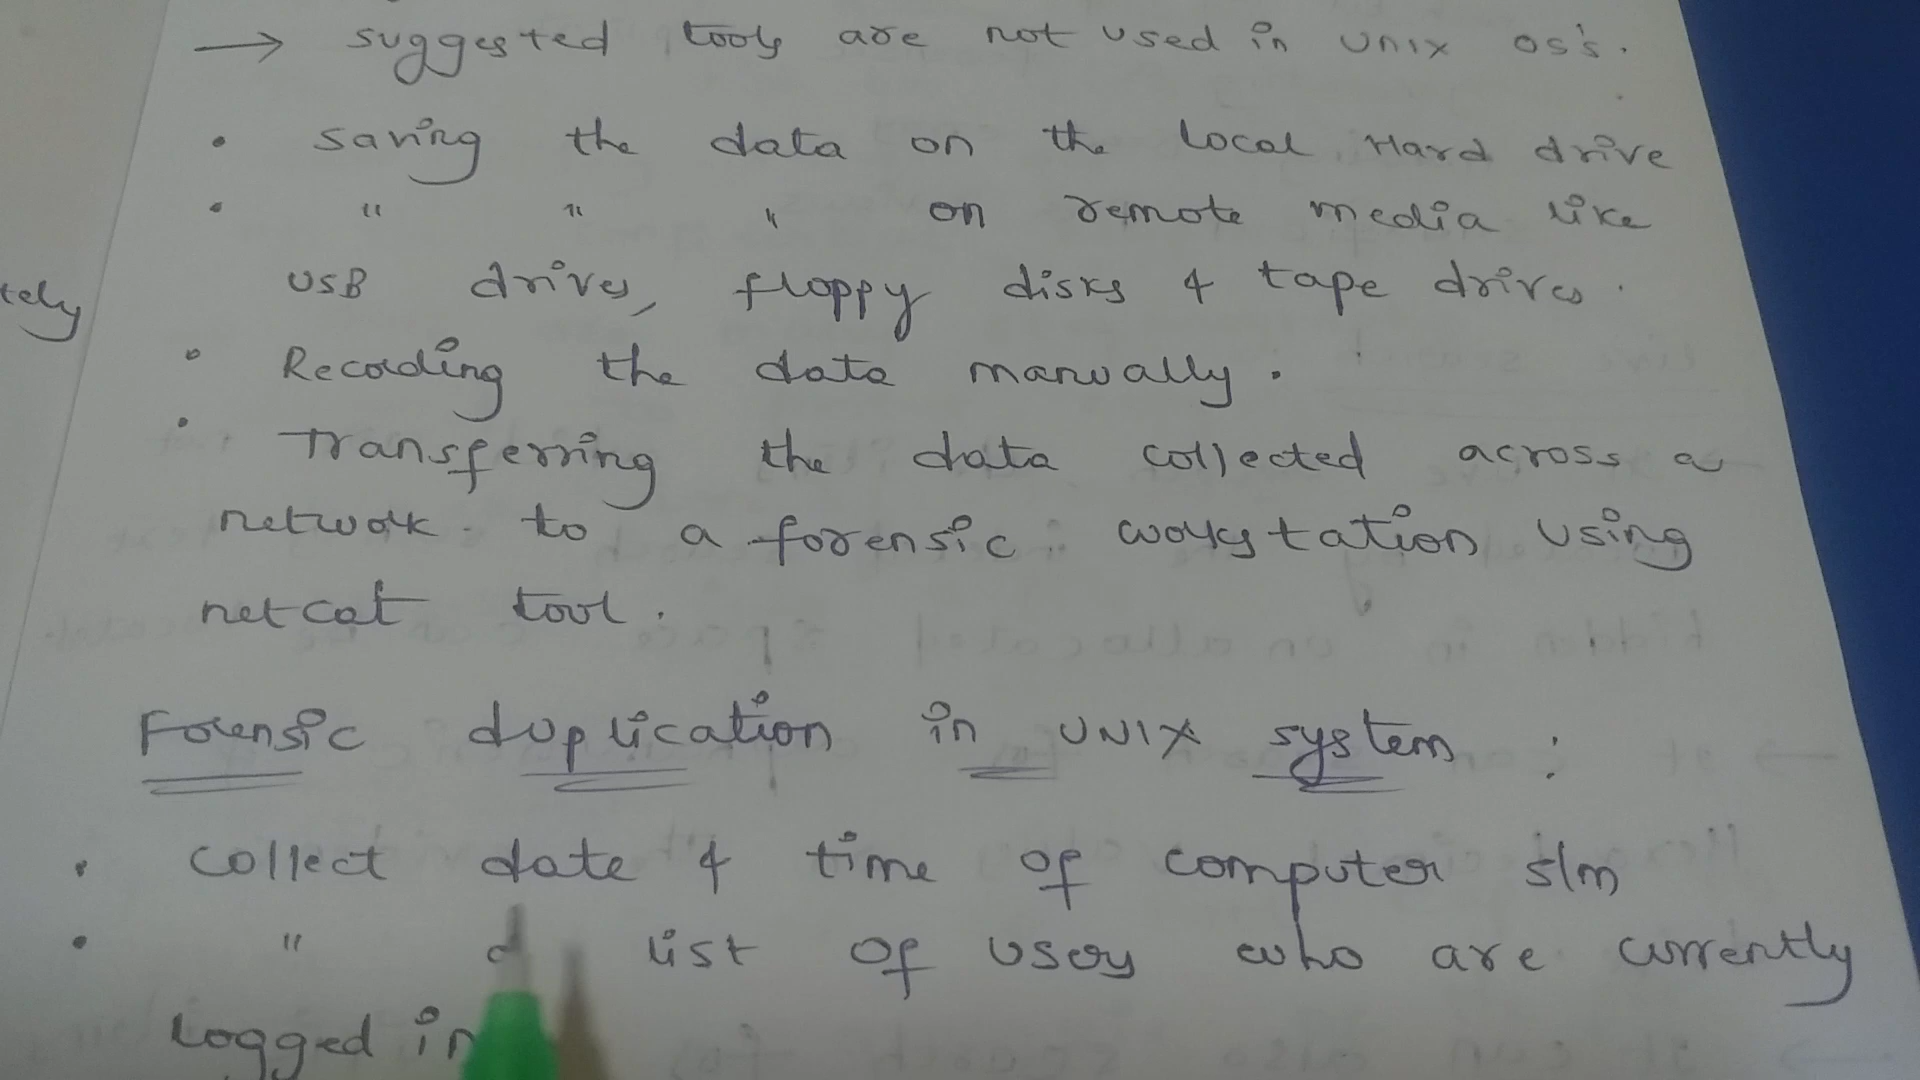 → suggested tools are not used in UNIX OS's.
• saving the data on the local Hard drive
• " " " on remote media like
USB drives, floppy disks & tape drives.
tely
• Recording the data manually.
• Transferring the data collected across a
network to a forensic workstation using
netcat tool.
Forensic duplication in UNIX system :
• collect date & time of computer s/m
• " list of users who are currently
logged in